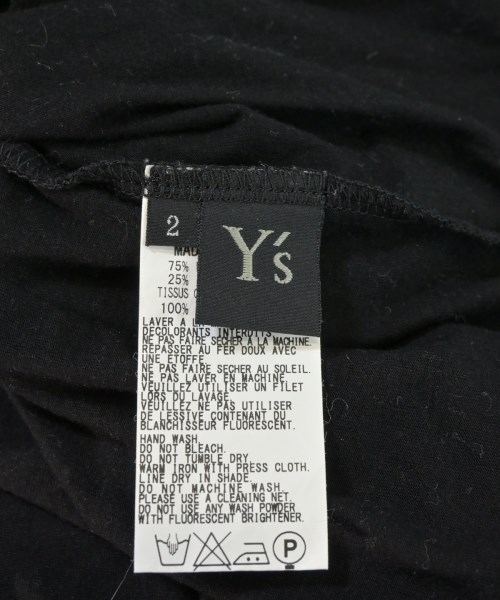 2
Y's
MAD
75%
25%
TISSUS
100%
LAVER A
DECOLORANTS INTERDITS.
NE PAS FAIRE SECHER A LA MACHINE.
REPASSER AU FER DOUX AVEC
UNE ETOFFE.
NE PAS FAIRE SECHER AU SOLEIL.
NE PAS LAVER EN MACHINE
VEUILLEZ UTILISER UN FILET
LORS DU LAVAGE.
VEUILLEZ NE PAS UTILISER
DE LESSIVE CONTENANT DU
BLANCHISSEUR FLUORESCENT.
HAND WASH.
DO NOT BLEACH.
DO NOT TUMBLE DRY.
WARM IRON WITH PRESS CLOTH.
LINE DRY IN SHADE.
DO NOT MACHINE WASH.
PLEASE USE A CLEANING NET.
DO NOT USE ANY WASH POWDER
WITH FLUORESCENT BRIGHTENER.
P